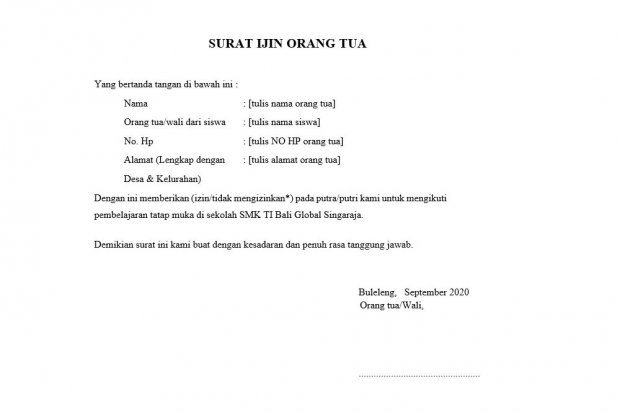 SURAT IJIN ORANG TUA
Yang bertanda tangan di bawah ini :
Nama : [tulis nama orang tua]
Orang tua/wali dari siswa : [tulis nama siswa]
No. Hp : [tulis NO HP orang tua]
Alamat (Lengkap dengan : [tulis alamat orang tua]
Desa & Kelurahan)
Dengan ini memberikan (izin/tidak mengizinkan*) pada putra/putri kami untuk mengikuti
pembelajaran tatap muka di sekolah SMK TI Bali Global Singaraja.
Demikian surat ini kami buat dengan kesadaran dan penuh rasa tanggung jawab.
Buleleng, September 2020
Orang tua/Wali,
........................................